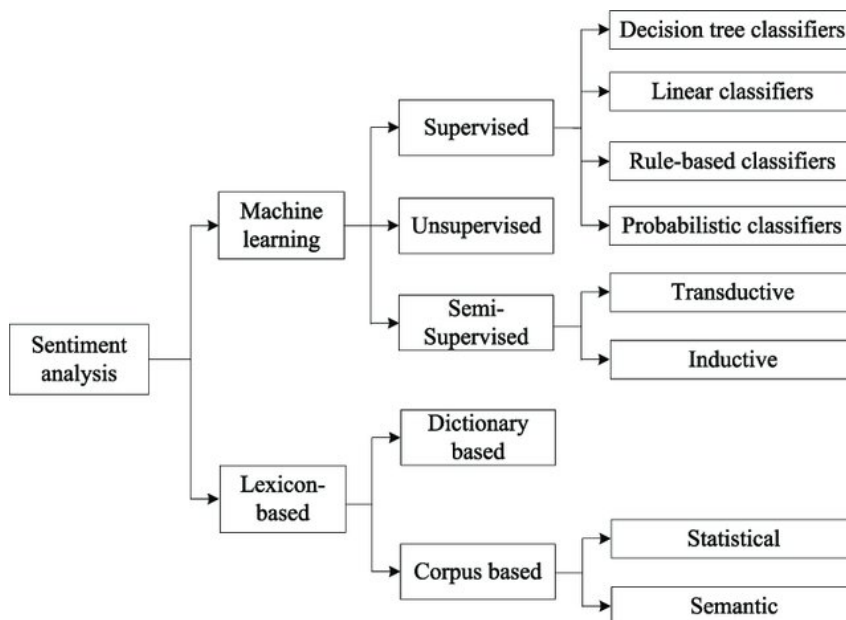 Decision tree classifiers
Linear classifiers
Supervised
Rule-based classifiers
Machine
learning
Unsupervised
Probabilistic classifiers
Semi-
Supervised
Transductive
Inductive
Sentiment
analysis
Dictionary
based
Lexicon-
based
Statistical
Corpus based
Semantic